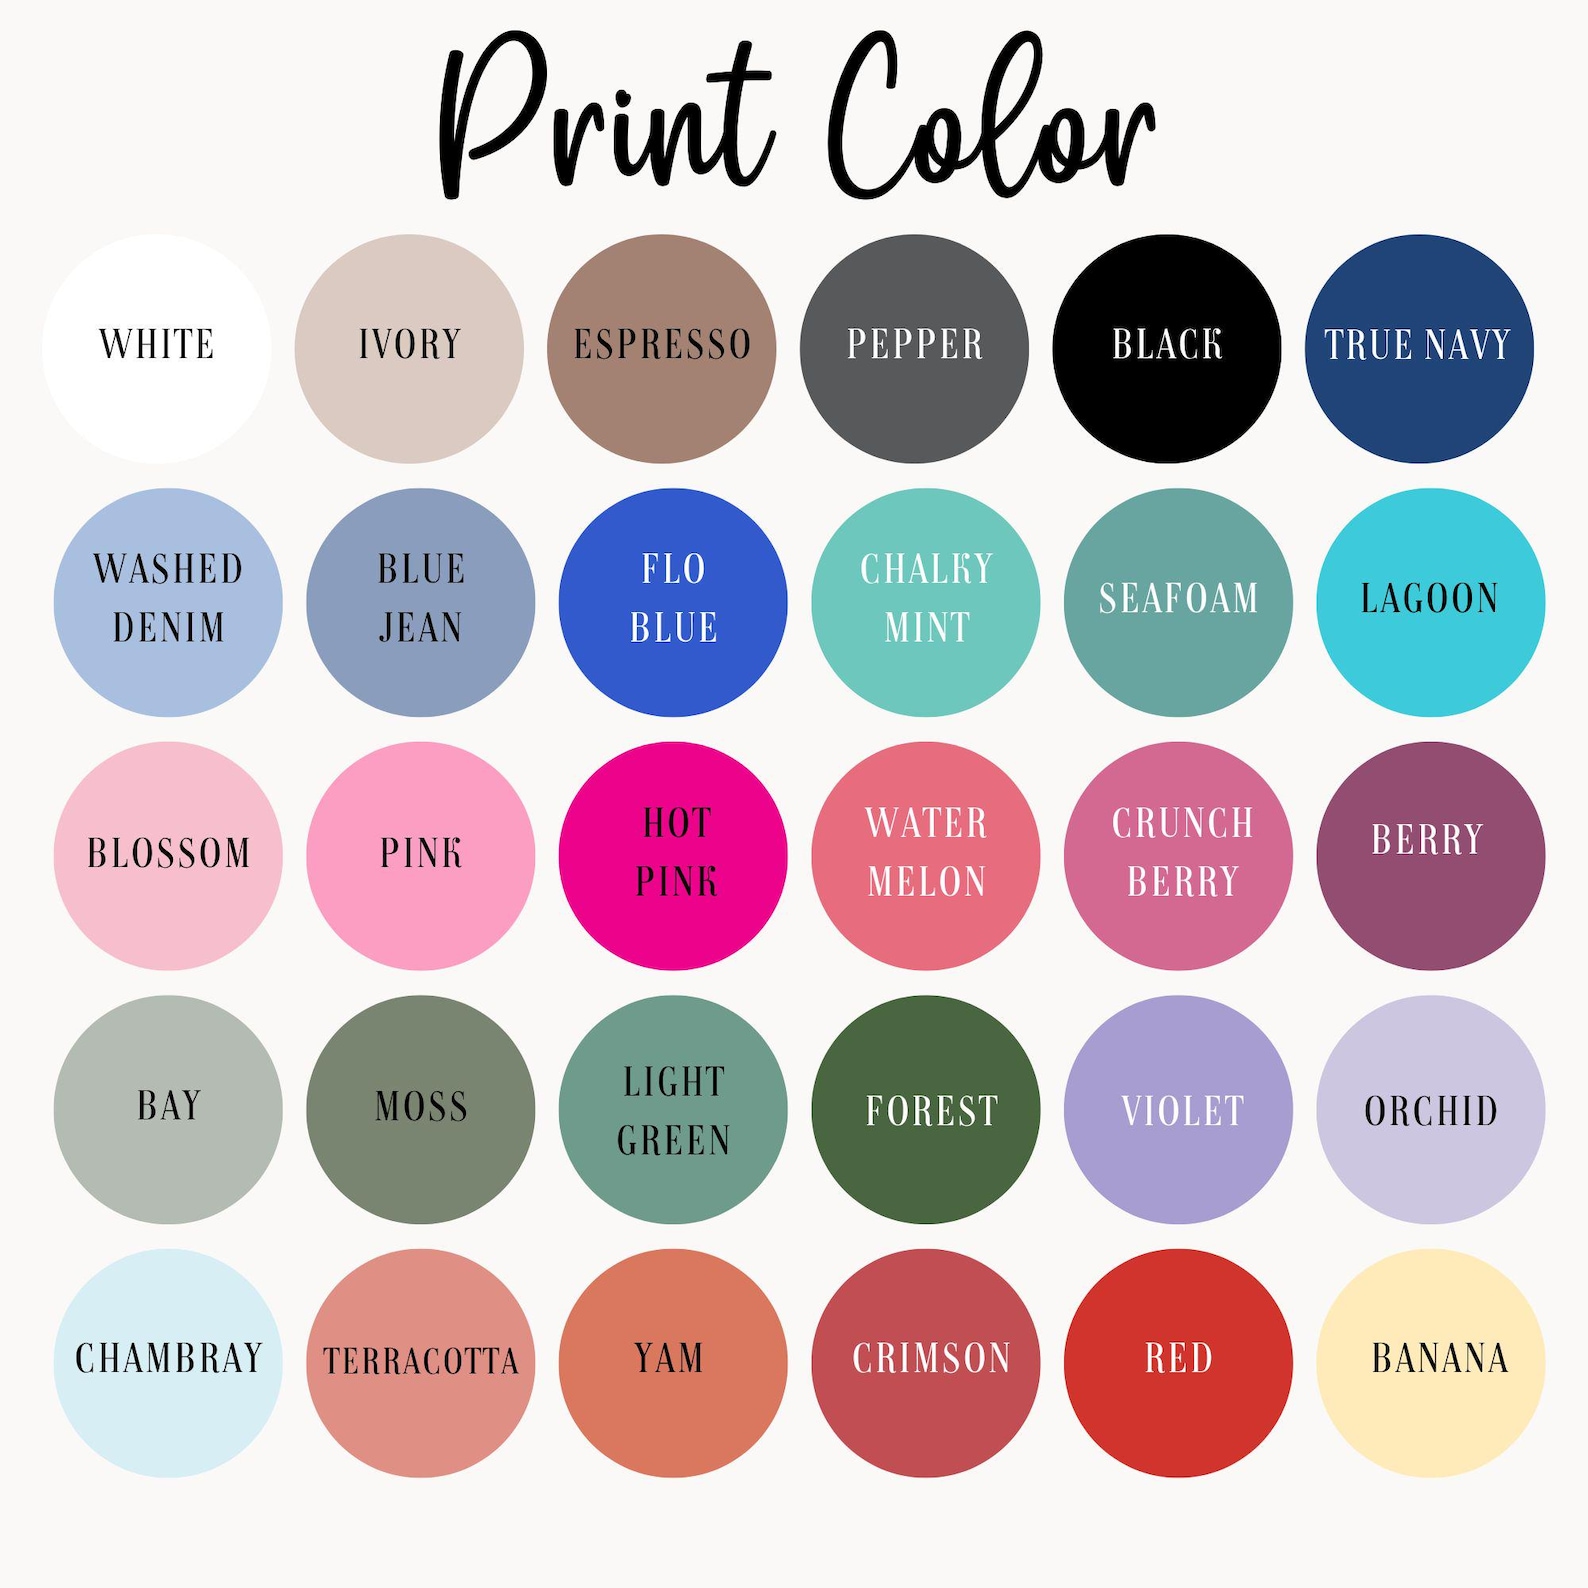 Print Color
WHITE
IVORY
ESPRESSO
PEPPER
BLACK
TRUE NAVY
WASHED
DENIM
BLUE
JEAN
FLO
BLUE
CHALKY
MINT
SEAFOAM
LAGOON
BLOSSOM
PINK
HOT
PINK
WATER
MELON
CRUNCH
BERRY
BERRY
BAY
MOSS
LIGHT
GREEN
FOREST
VIOLET
ORCHID
CHAMBRAY
TERRACOTTA
YAM
CRIMSON
RED
BANANA